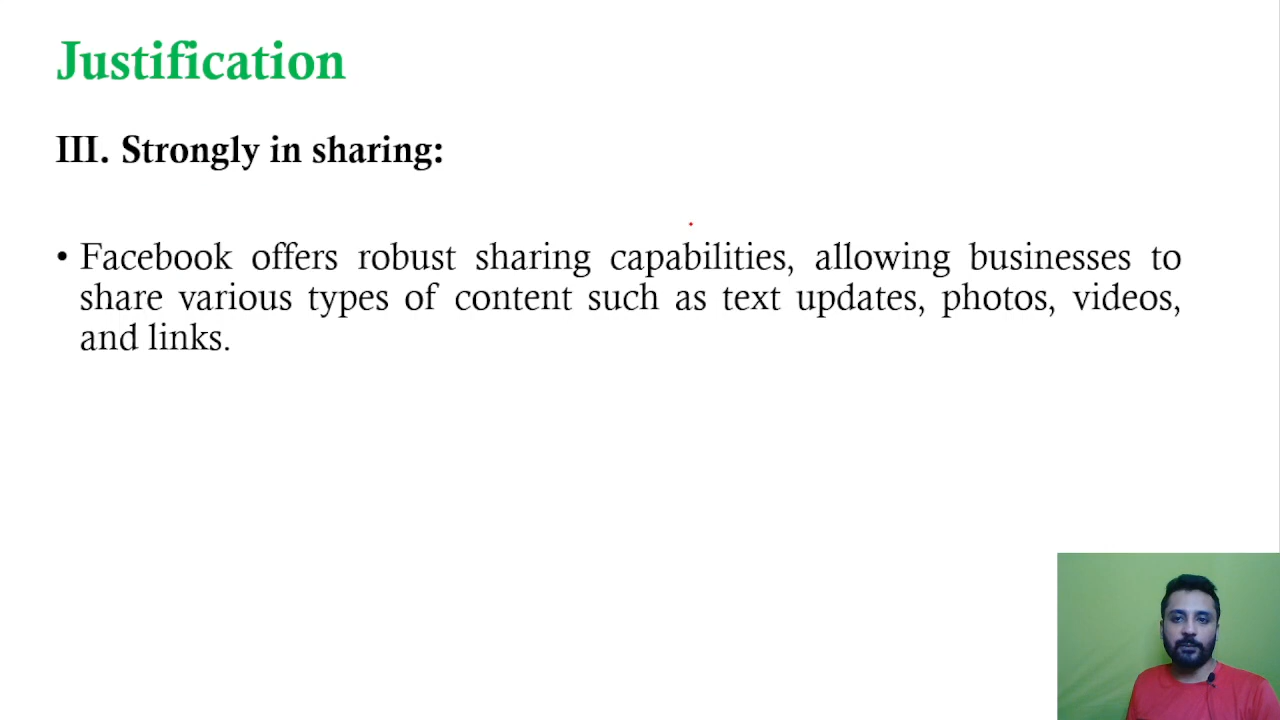 Justification
III. Strongly in sharing:
• Facebook offers robust sharing capabilities, allowing businesses to
share various types of content such as text updates, photos, videos,
and links.